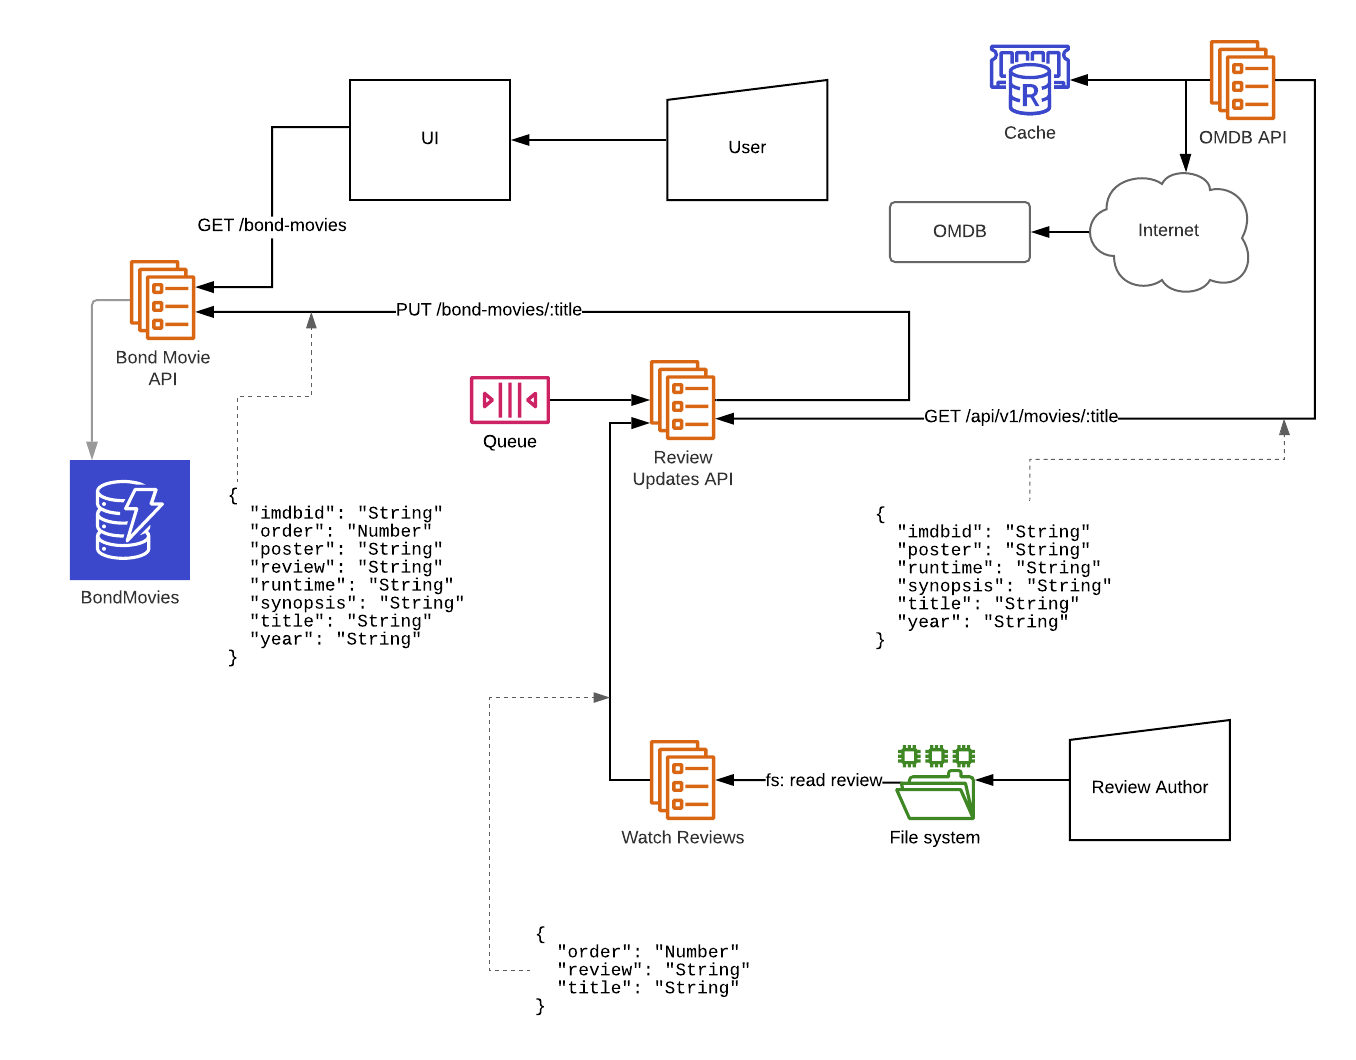 UI
User
R
Cache
OMDB API
GET /bond-movies
OMDB
Internet
PUT /bond-movies/:title
Bond Movie
API
Queue
Review
Updates API
GET /api/v1/movies/:title
{
"imdbid": "String"
"order": "Number"
"poster": "String"
"review": "String"
"runtime": "String"
"synopsis": "String"
"title": "String"
"year": "String"
}
BondMovies
{
"imdbid": "String"
"poster": "String"
"runtime": "String"
"synopsis": "String"
"title": "String"
"year": "String"
}
Watch Reviews
fs: read review
File system
Review Author
{
"order": "Number"
"review": "String"
"title": "String"
}